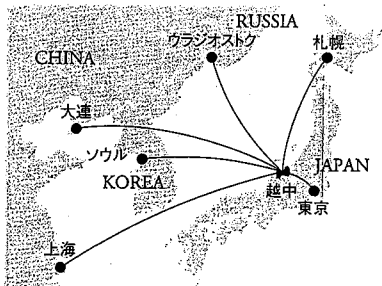 RUSSIA
ウラジオストク
札幌
CHINA
大連
ソウル
KOREA
JAPAN
越中
東京
上海